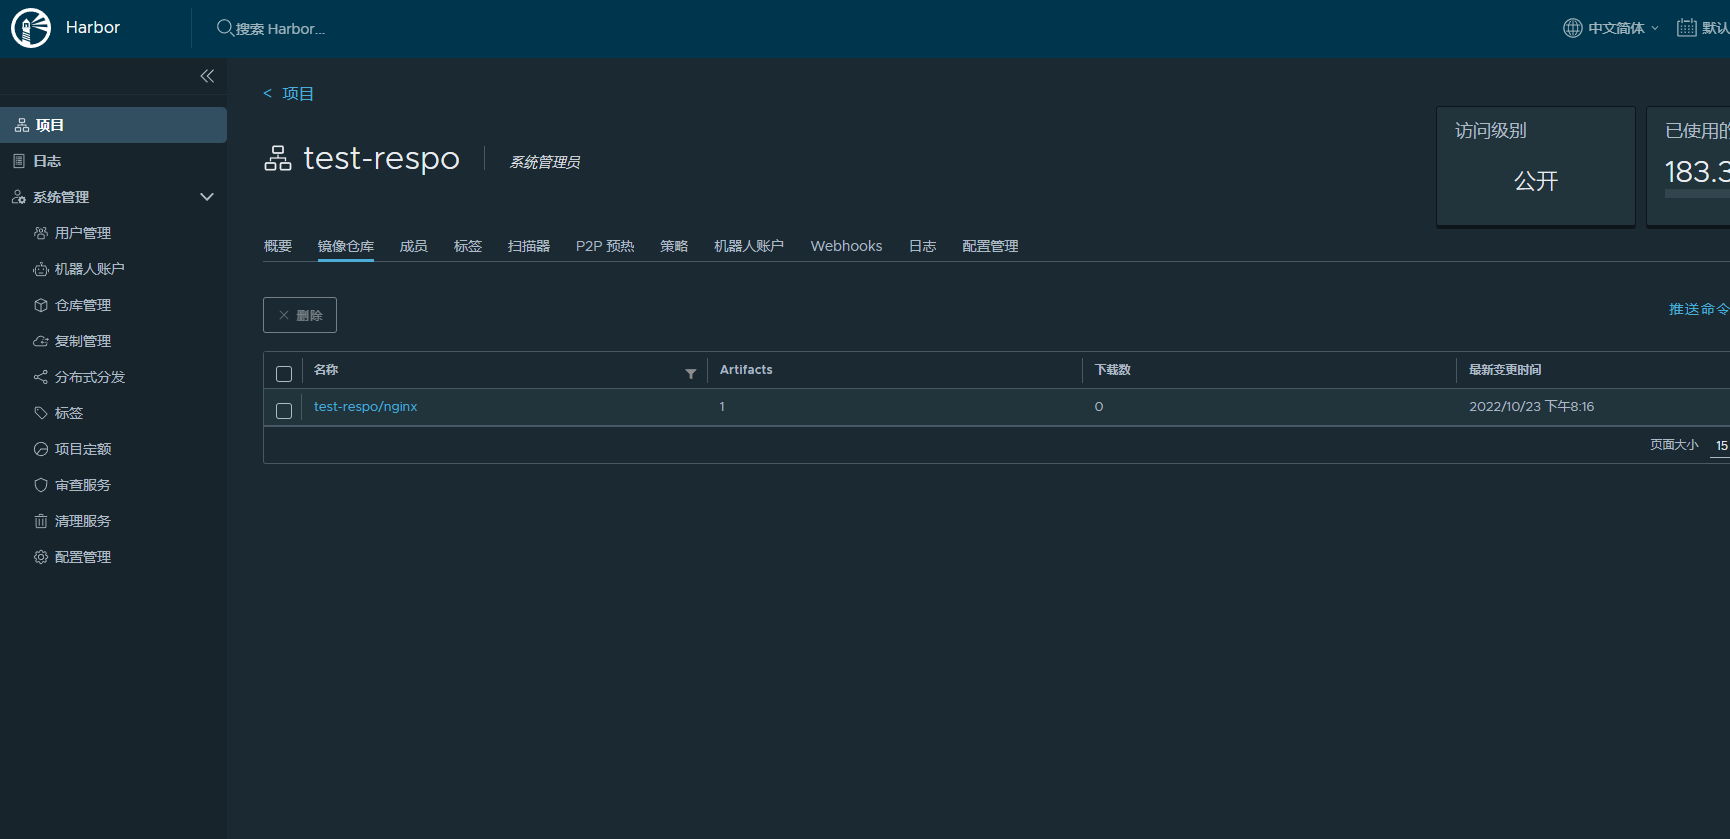 Harbor
搜索 Harbor...
中文简体
默认
项目
日志
系统管理
用户管理
机器人账户
仓库管理
复制管理
分布式分发
标签
项目定额
审查服务
清理服务
配置管理
< 项目
test-respo
系统管理员
访问级别
公开
已使用的
183.3
概要 镜像仓库 成员 标签 扫描器 P2P 预热 策略 机器人账户 Webhooks 日志 配置管理
删除
推送命令
名称 Artifacts 下载数 最新变更时间
test-respo/nginx 1 0 2022/10/23 下午8:16
页面大小 15